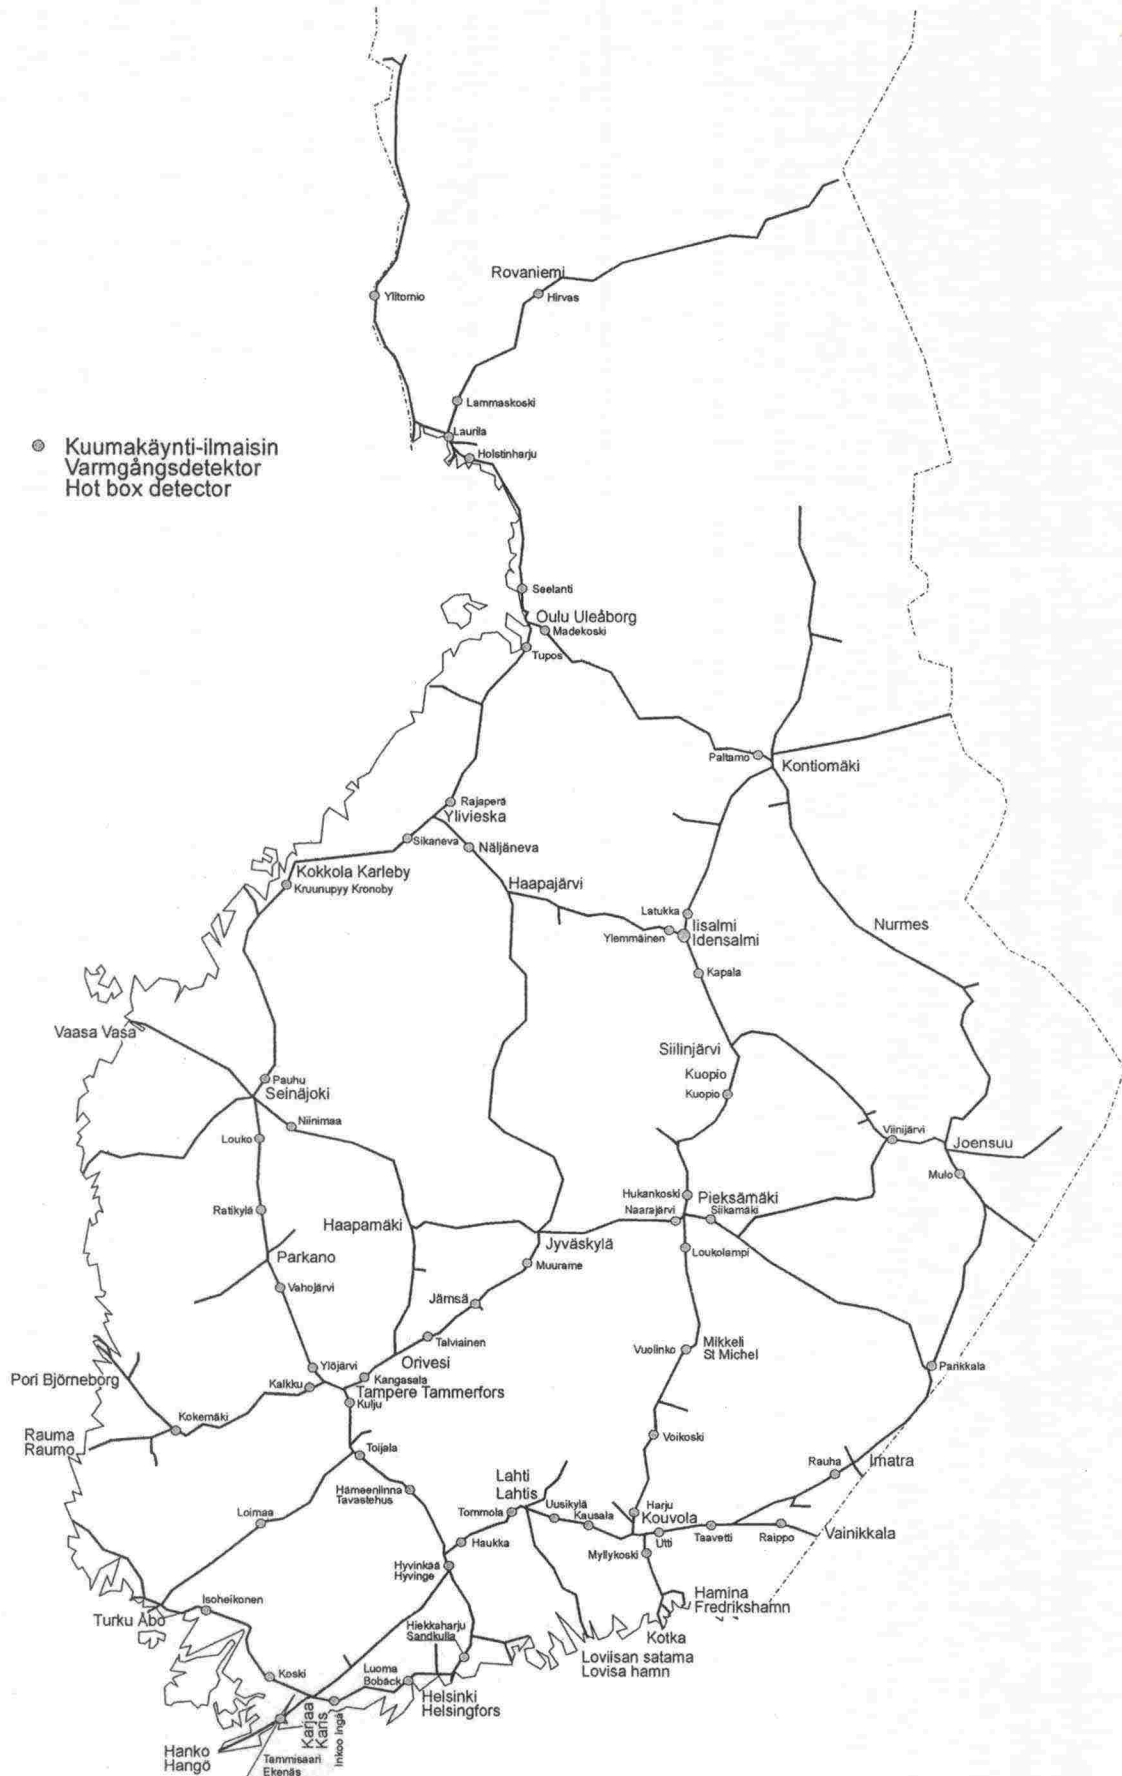 Rovaniemi
Hirvas
Ylitornio
Lammaskoski
Laurila
Holstinharju
Kuumakäynti-ilmaisin
Varmgångsdetektor
Hot box detector
Seelanti
Oulu Uleåborg
Madekoski
Tupos
Paltamo
Kontiomäki
Rajaperä
Ylivieska
Sikaneva
Näljäneva
Kokkola Karleby
Kruunupyy Kronoby
Haapajärvi
Latukka
Iisalmi
Idensalmi
Ylemmäinen
Nurmes
Kapala
Vaasa Vasa
Siilinjärvi
Kuopio
Kuopio
Pauhu
Seinäjoki
Niinimaa
Louko
Viinijärvi
Joensuu
Mulo
Hukankoski
Pieksämäki
Naarajärvi
Siikamäki
Ratikylä
Haapamäki
Jyväskylä
Loukolampi
Parkano
Muurame
Vahojärvi
Jämsä
Talviainen
Vuolinko
Mikkeli
St Michel
Orivesi
Ylöjärvi
Kangasala
Parikkala
Pori Björneborg
Kalkku
Tampere Tammerfors
Kulju
Kokemäki
Rauma
Raumo
Voikoski
Toijala
Imatra
Rauha
Lahti
Lahtis
Hämeenlinna
Tavastehus
Tommola
Uusikylä
Kausala
Harju
Kouvola
Loimaa
Utti
Taavetti
Raippo
Vainikkala
Haukka
Myllykoski
Hyvinkää
Hyvinge
Hamina
Fredrikshamn
Isoheikonen
Turku Åbo
Hiekkaharju
Sandkulla
Kotka
Loviisan satama
Lovisa hamn
Koski
Luoma
Bobäck
Helsinki
Helsingfors
Karjaa
Karis
Inkoo Ingå
Hanko
Hangö
Tammisaari
Ekenäs